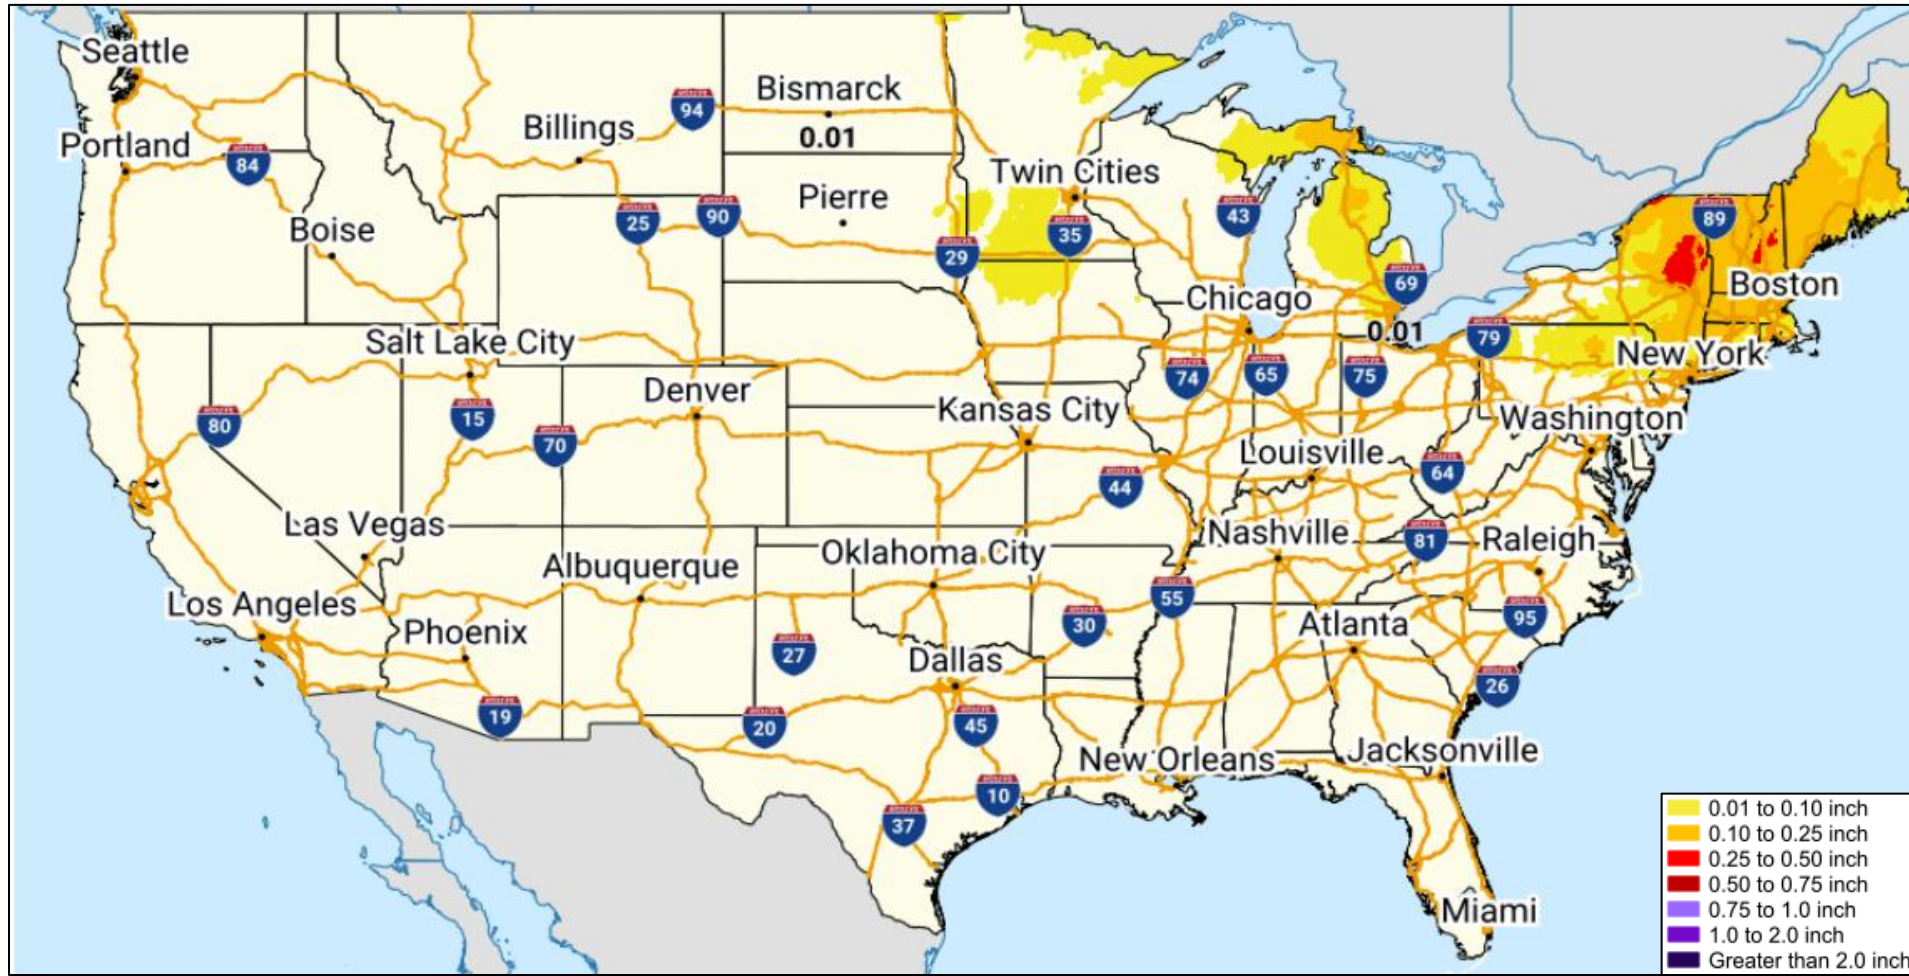 Seattle
Bismarck
94
Billings
0.01
Portland
84
Twin Cities
Pierre
25
90
43
89
Boise
35
29
69
Boston
Chicago
0.01
79
Salt Lake City
New York
74
65
75
Denver
15
80
Kansas City
Washington
70
Louisville
64
44
Las Vegas
Nashville
81
Raleigh
Oklahoma City
Albuquerque
55
Los Angeles
95
30
Atlanta
Phoenix
27
Dallas
26
19
20
45
New Orleans
Jacksonville
10
37
Miami
0.01 to 0.10 inch
0.10 to 0.25 inch
0.25 to 0.50 inch
0.50 to 0.75 inch
0.75 to 1.0 inch
1.0 to 2.0 inch
Greater than 2.0 inch